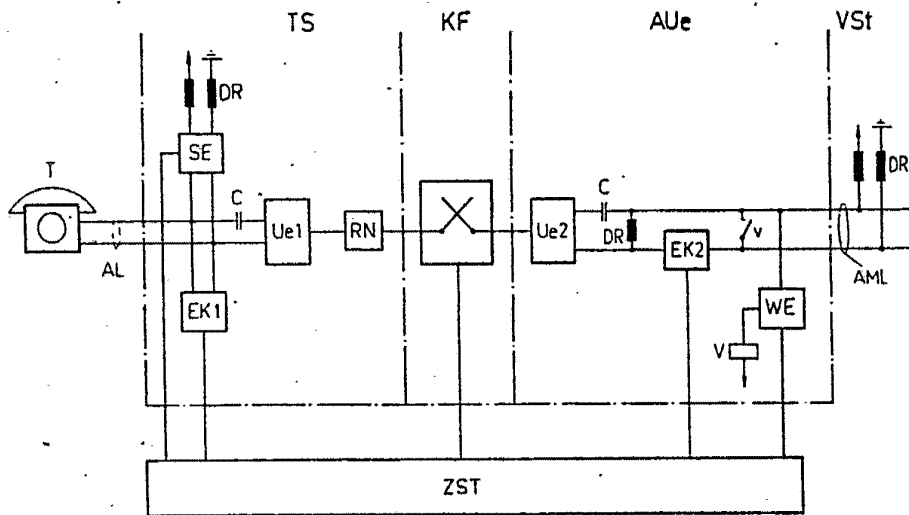 TS KF AUe VSt
DR
SE
DR
T
C
C
Ue1
RN
Ue2
DR
v
EK2
AL
AML
EK1
WE
V
ZST